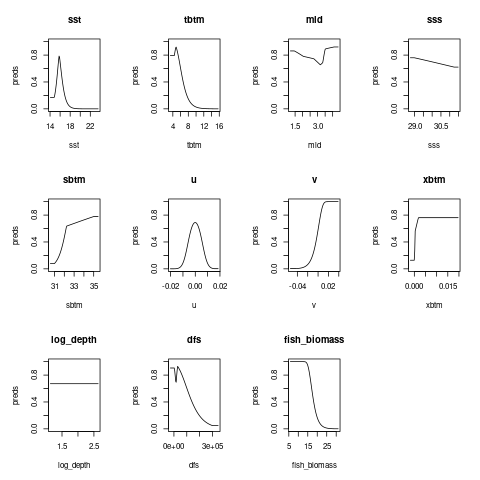 sst
tbtm
mld
sss
preds
0.0 0.4 0.8
14 16 18 22
sst
preds
0.0 0.4 0.8
4 8 12 16
tbtm
preds
0.0 0.4 0.8
1.5 3.0
mld
preds
0.0 0.4 0.8
29.0 30.5
sss
sbtm
u
v
xbtm
preds
0.0 0.4 0.8
31 33 35
sbtm
preds
0.0 0.4 0.8
-0.02 0.00 0.02
u
preds
0.0 0.4 0.8
-0.04 0.02
v
preds
0.0 0.4 0.8
0.000 0.015
xbtm
log_depth
dfs
fish_biomass
preds
0.0 0.4 0.8
1.5 2.5
log_depth
preds
0.0 0.4 0.8
0e+00 3e+05
dfs
preds
0.0 0.4 0.8
5 15 25
fish_biomass